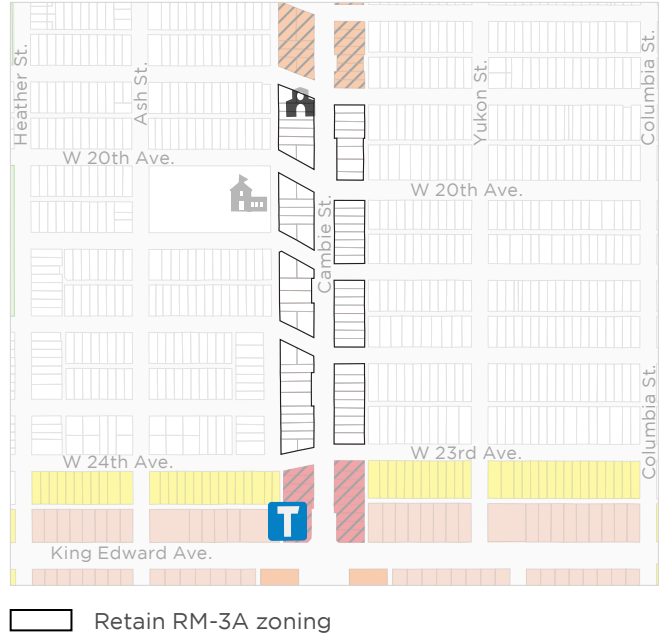 Heather St.
Ash St.
Yukon St.
Columbia St.
W 20th Ave.
W 20th Ave.
Cambie St.
Columbia St.
W 24th Ave.
W 23rd Ave.
T
King Edward Ave.
Retain RM-3A zoning